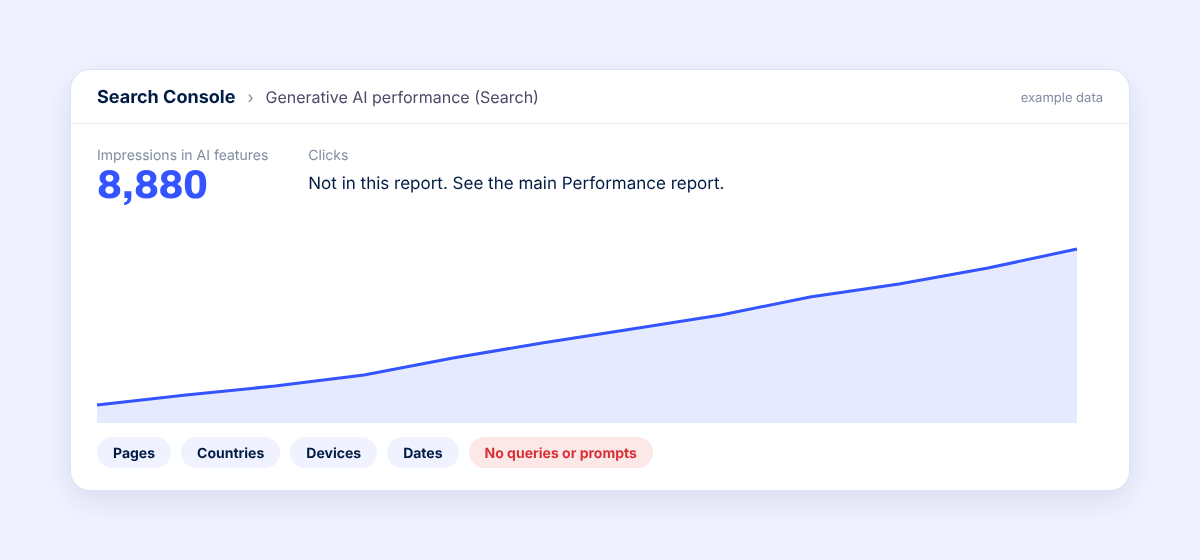 Search Console › Generative AI performance (Search)
example data
Impressions in AI features
8,880
Clicks
Not in this report. See the main Performance report.
Pages
Countries
Devices
Dates
No queries or prompts